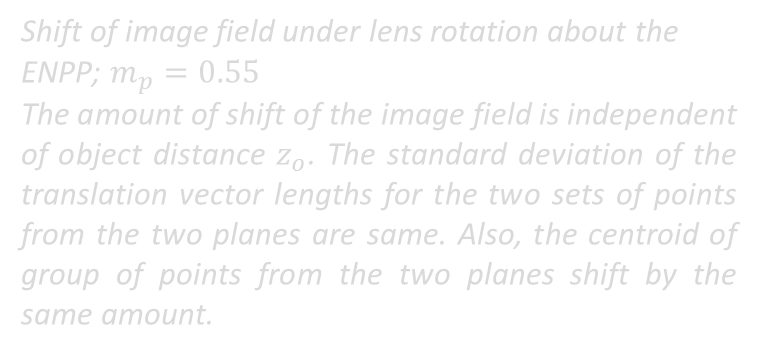 Shift of image field under lens rotation about the
ENPP; m_p = 0.55
The amount of shift of the image field is independent
of object distance z_o. The standard deviation of the
translation vector lengths for the two sets of points
from the two planes are same. Also, the centroid of
group of points from the two planes shift by the
same amount.